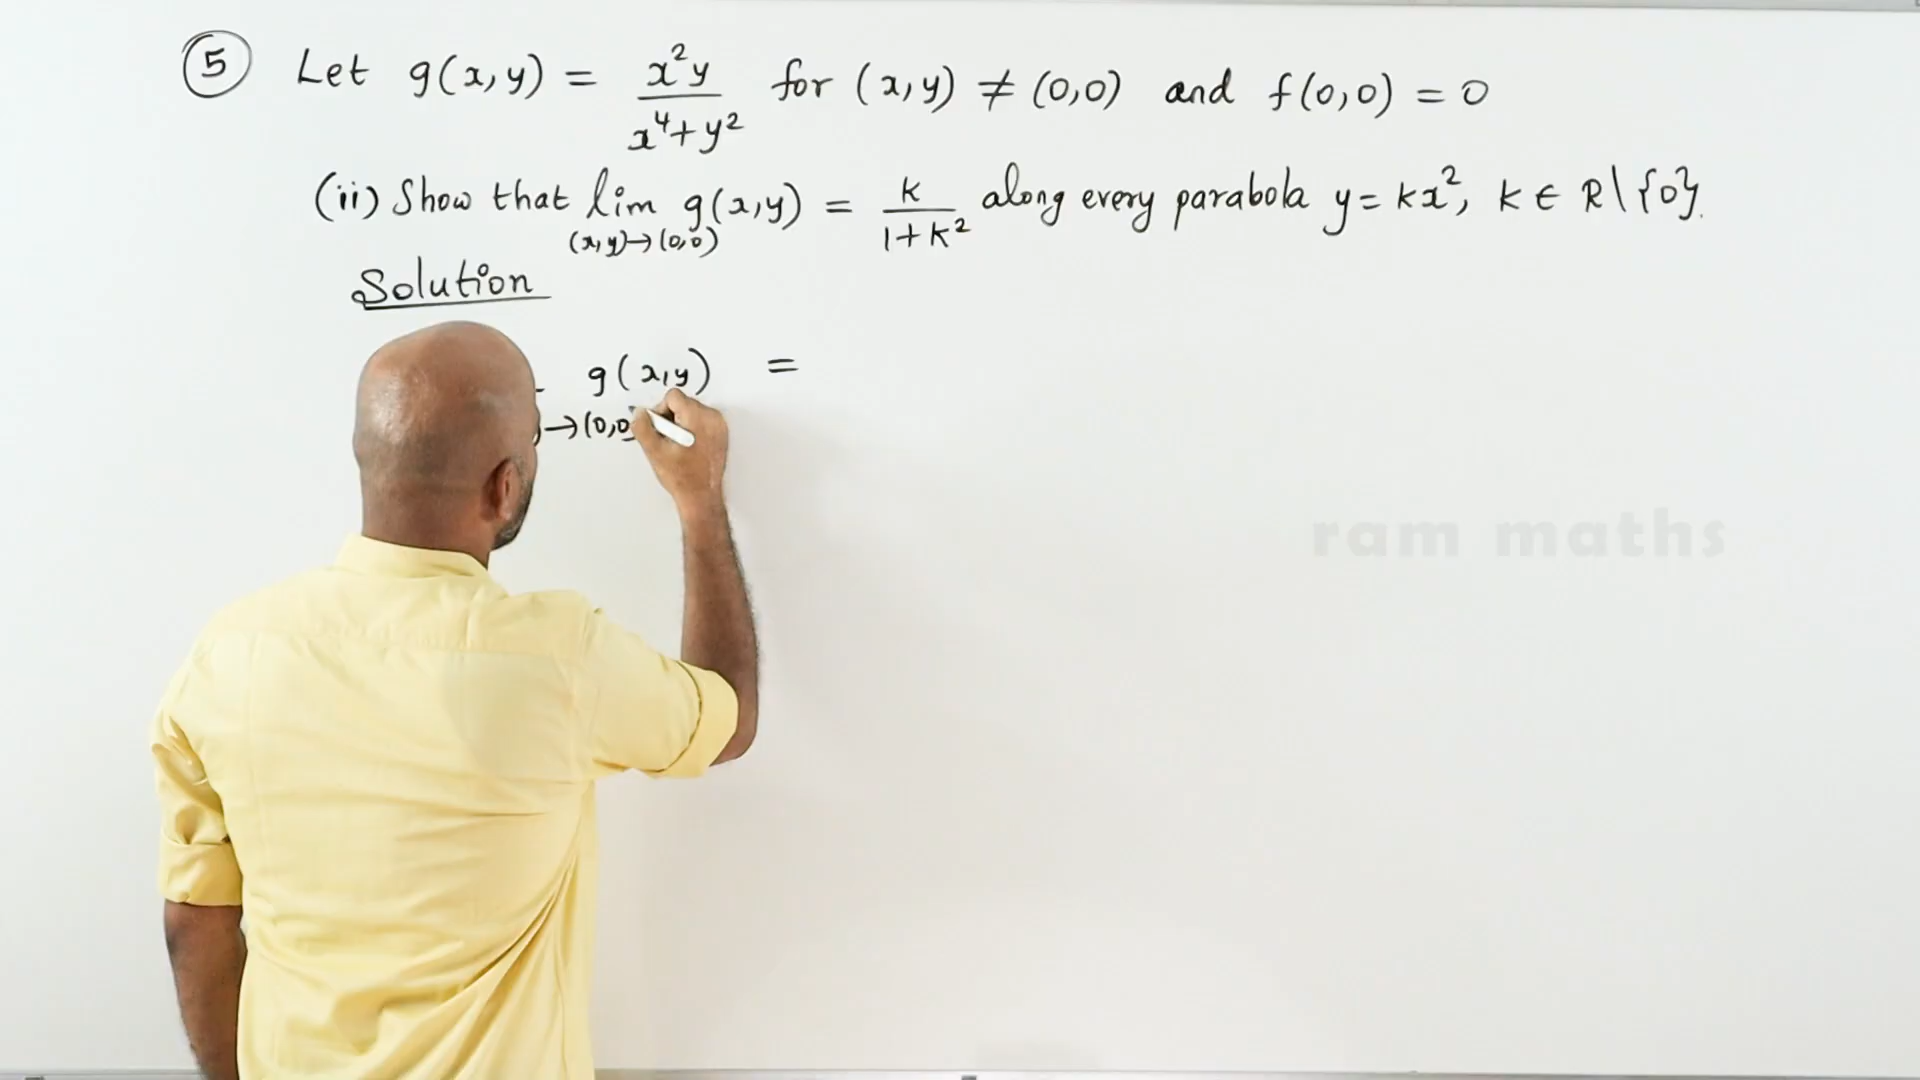 5 Let g(x,y) = x²y / x⁴+y² for (x,y) ≠ (0,0) and f(0,0) = 0
(ii) Show that lim (x,y)→(0,0) g(x,y) = k / 1+k² along every parabola y = kx², k ∈ R\{0}.
Solution
g(x,y) =
→(0,0
ram maths